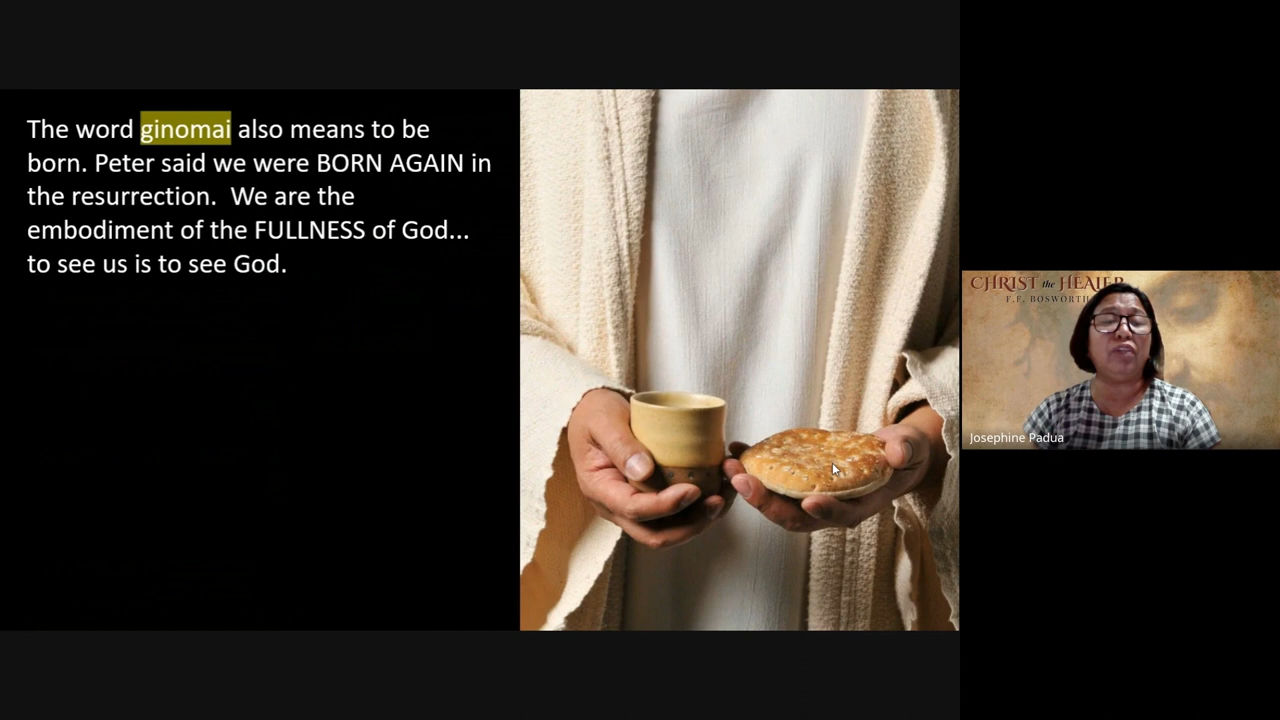 The word ginomai also means to be
born. Peter said we were BORN AGAIN in
the resurrection.  We are the
embodiment of the FULLNESS of God...
to see us is to see God.
CHRIST the HEALER
F.F. BOSWORTH
Josephine Padua